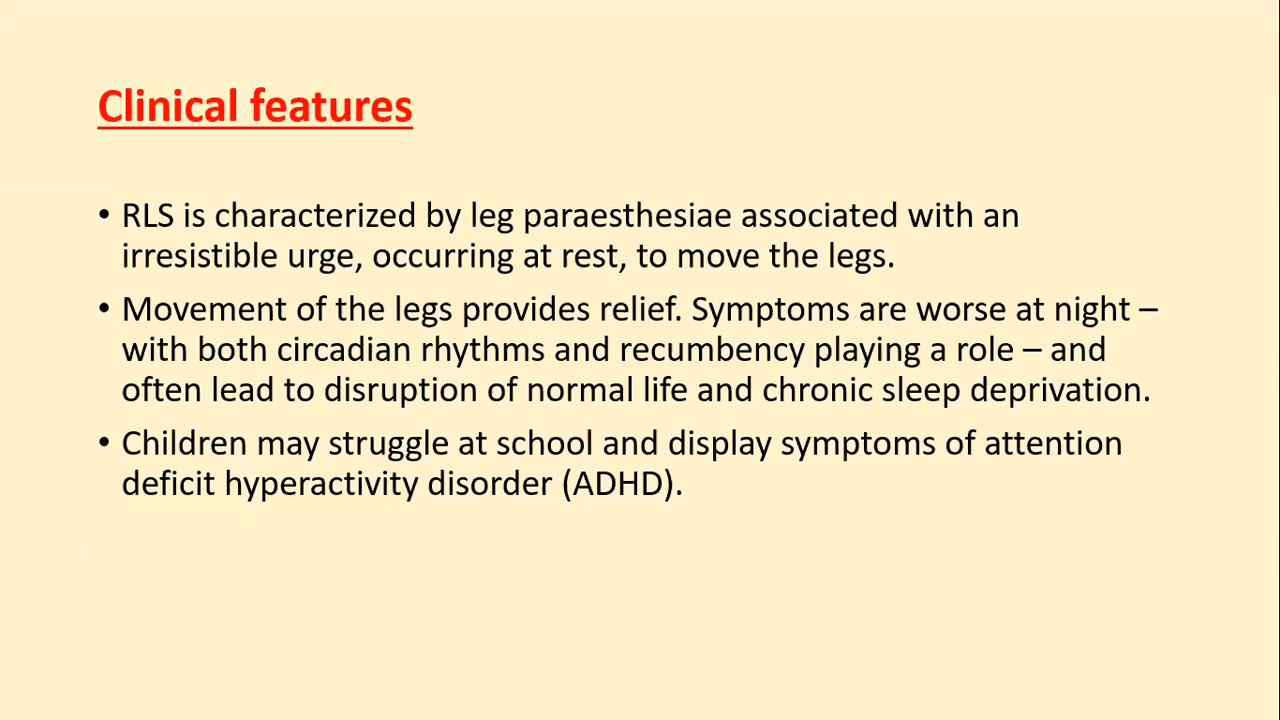 Clinical features
• RLS is characterized by leg paraesthesiae associated with an
irresistible urge, occurring at rest, to move the legs.
• Movement of the legs provides relief. Symptoms are worse at night –
with both circadian rhythms and recumbency playing a role – and
often lead to disruption of normal life and chronic sleep deprivation.
• Children may struggle at school and display symptoms of attention
deficit hyperactivity disorder (ADHD).